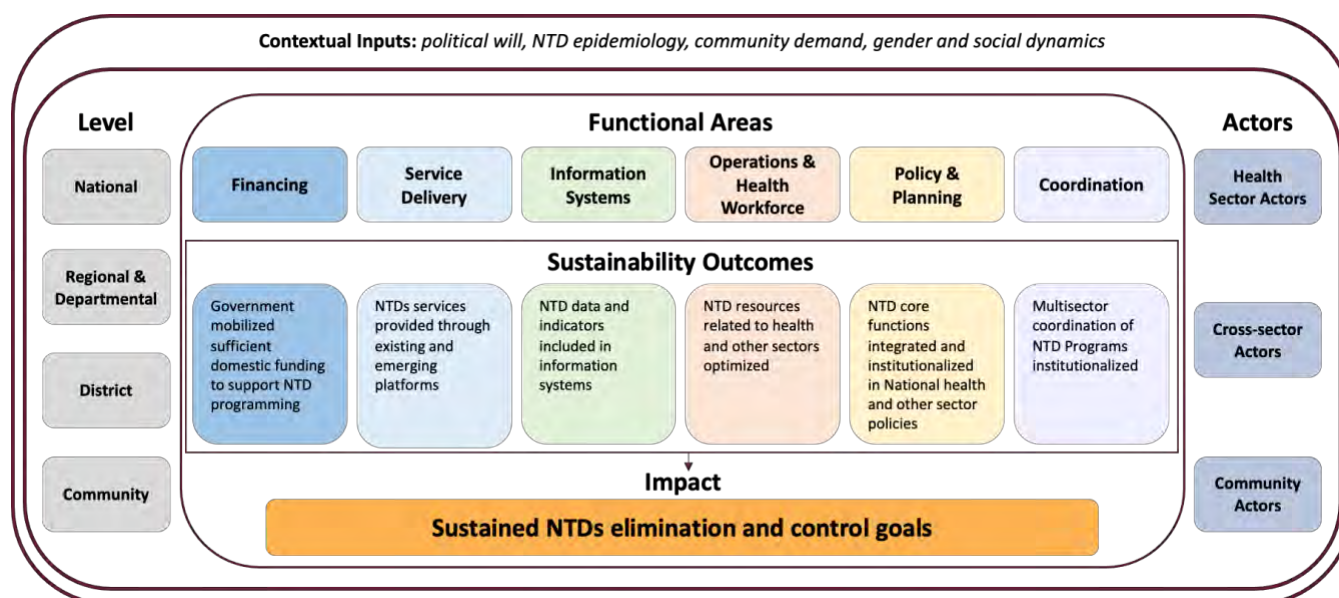 Contextual Inputs: political will, NTD epidemiology, community demand, gender and social dynamics
Level
National
Regional &
Departmental
District
Community
Functional Areas
Financing
Service
Delivery
Information
Systems
Operations &
Health
Workforce
Policy &
Planning
Coordination
Sustainability Outcomes
Government
mobilized
sufficient
domestic funding
to support NTD
programming
NTDs services
provided through
existing and
emerging
platforms
NTD data and
indicators
included in
information
systems
NTD resources
related to health
and other sectors
optimized
NTD core
functions
integrated and
institutionalized
in National health
and other sector
policies
Multisector
coordination of
NTD Programs
institutionalized
Impact
Sustained NTDs elimination and control goals
Actors
Health
Sector Actors
Cross-sector
Actors
Community
Actors